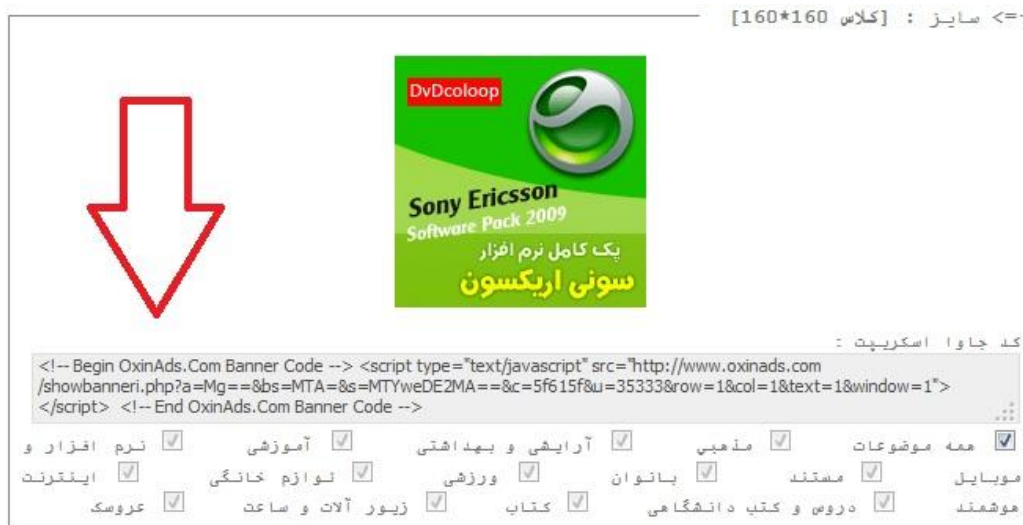 => سایز : [کلاس 160*160]
DvDcoloop
Sony Ericsson
Software Pack 2009
پک کامل نرم افزار
سونی اریکسون
کد جاوا اسکریپت :
<!-- Begin OxinAds.Com Banner Code --> <script type="text/javascript" src="http://www.oxinads.com
/showbanneri.php?a=Mg==&bs=MTA=&s=MTYweDE2MA==&c=5f615f&u=35333&row=1&col=1&text=1&window=1">
</script> <!-- End OxinAds.Com Banner Code -->
همه موضوعات مذهبی آرایشی و بهداشتی آموزشی نرم افزار و
موبایل مستند بانوان ورزشی لوازم خانگی اینترنت
هوشمند دروس و کتب دانشگاهی کتاب زیور آلات و ساعت عروسک